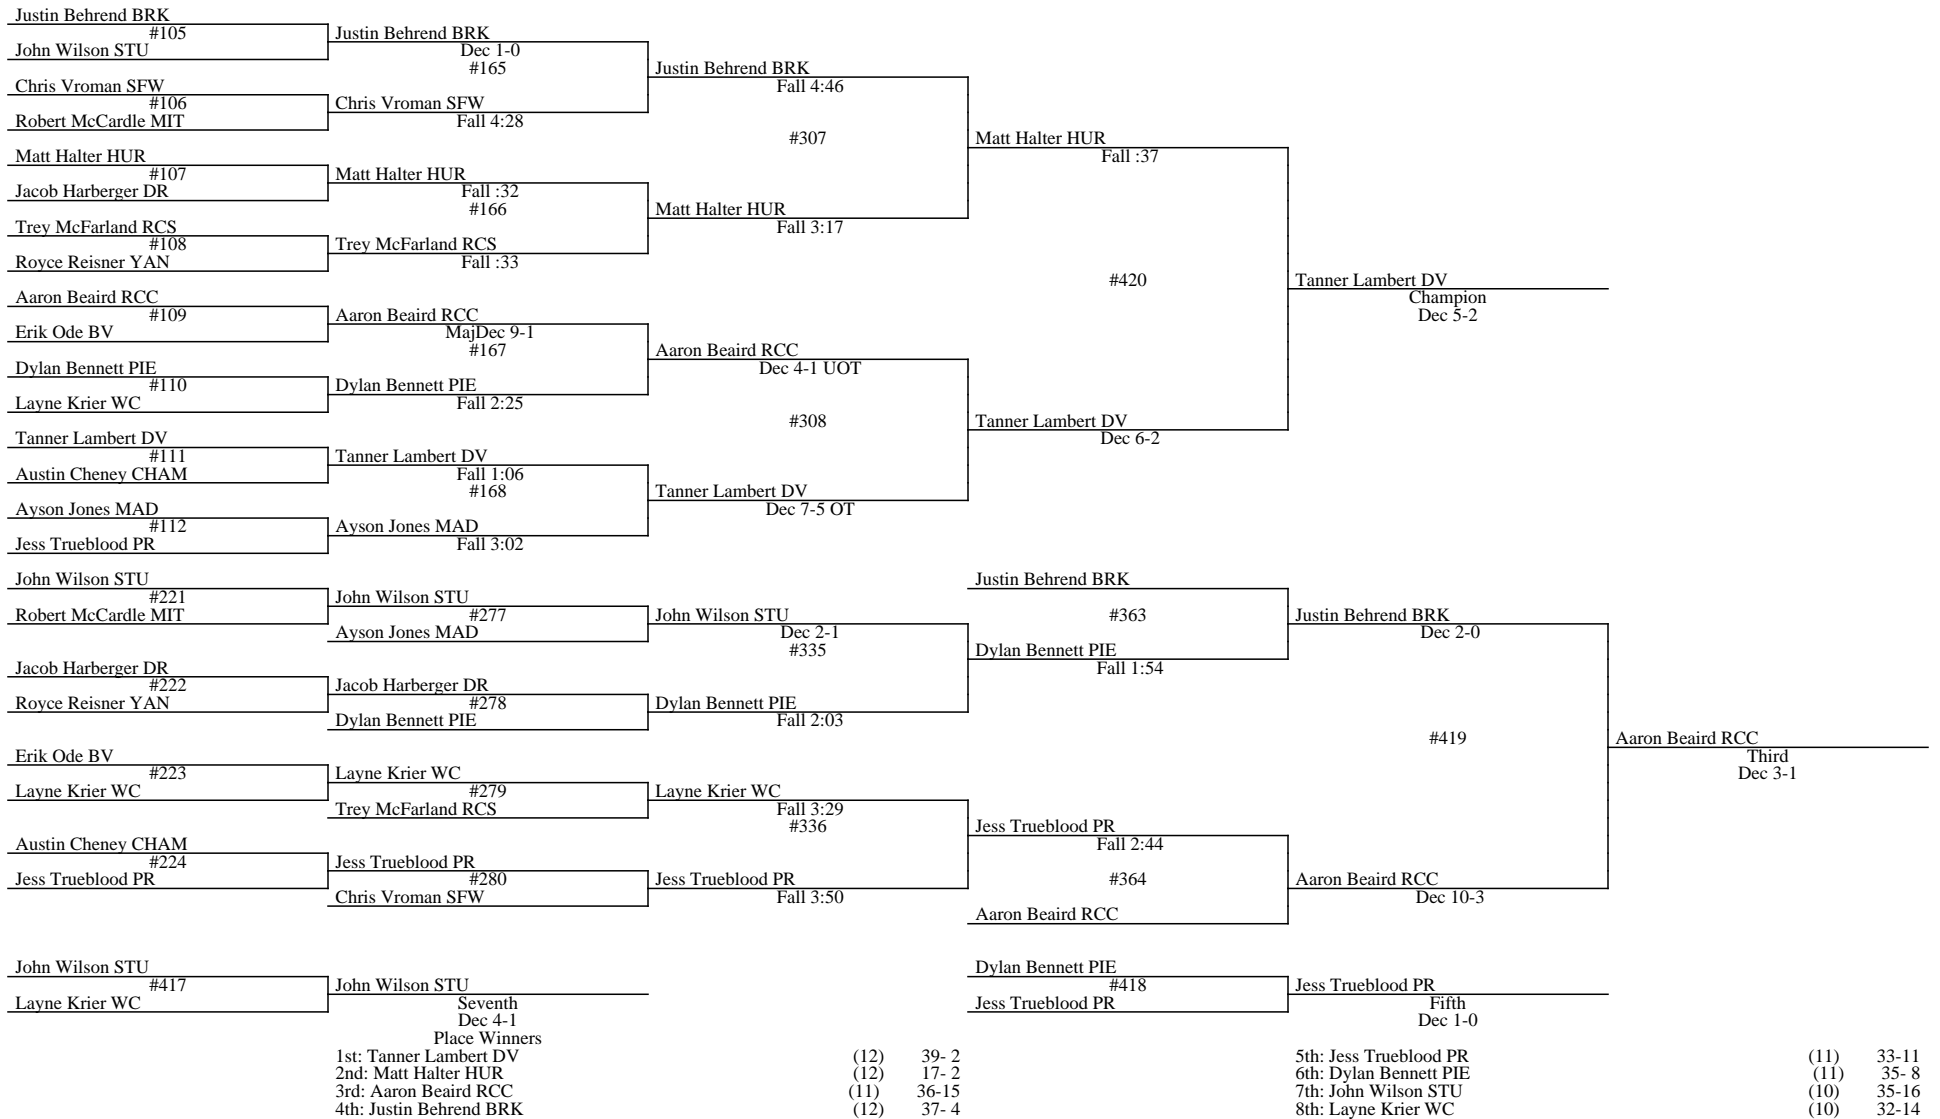 Justin Behrend BRK
#105
John Wilson STU
Justin Behrend BRK
Dec 1-0
#165
Chris Vroman SFW
#106
Robert McCardle MIT
Chris Vroman SFW
Fall 4:28
Justin Behrend BRK
Fall 4:46
#307
Matt Halter HUR
#107
Jacob Harberger DR
Matt Halter HUR
Fall :32
#166
Trey McFarland RCS
#108
Royce Reisner YAN
Trey McFarland RCS
Fall :33
Matt Halter HUR
Fall 3:17
Matt Halter HUR
Fall :37
#420
Aaron Beaird RCC
#109
Erik Ode BV
Aaron Beaird RCC
MajDec 9-1
#167
Dylan Bennett PIE
#110
Layne Krier WC
Dylan Bennett PIE
Fall 2:25
Aaron Beaird RCC
Dec 4-1 UOT
#308
Tanner Lambert DV
#111
Austin Cheney CHAM
Tanner Lambert DV
Fall 1:06
#168
Ayson Jones MAD
#112
Jess Trueblood PR
Ayson Jones MAD
Fall 3:02
Tanner Lambert DV
Dec 7-5 OT
Tanner Lambert DV
Dec 6-2
Tanner Lambert DV
Champion
Dec 5-2
John Wilson STU
#221
Robert McCardle MIT
John Wilson STU
#277
Ayson Jones MAD
John Wilson STU
Dec 2-1
#335
Jacob Harberger DR
#222
Royce Reisner YAN
Jacob Harberger DR
#278
Dylan Bennett PIE
Dylan Bennett PIE
Fall 2:03
Justin Behrend BRK
#363
Dylan Bennett PIE
Fall 1:54
Justin Behrend BRK
Dec 2-0
#419
Erik Ode BV
#223
Layne Krier WC
Layne Krier WC
#279
Trey McFarland RCS
Layne Krier WC
Fall 3:29
#336
Austin Cheney CHAM
#224
Jess Trueblood PR
Jess Trueblood PR
#280
Chris Vroman SFW
Jess Trueblood PR
Fall 3:50
Jess Trueblood PR
Fall 2:44
#364
Aaron Beaird RCC
Aaron Beaird RCC
Dec 10-3
Aaron Beaird RCC
Third
Dec 3-1
John Wilson STU
#417
Layne Krier WC
John Wilson STU
Seventh
Dec 4-1
Dylan Bennett PIE
#418
Jess Trueblood PR
Jess Trueblood PR
Fifth
Dec 1-0
Place Winners
1st: Tanner Lambert DV (12) 39- 2
2nd: Matt Halter HUR (12) 17- 2
3rd: Aaron Beaird RCC (11) 36-15
4th: Justin Behrend BRK (12) 37- 4
5th: Jess Trueblood PR (11) 33-11
6th: Dylan Bennett PIE (11) 35- 8
7th: John Wilson STU (10) 35-16
8th: Layne Krier WC (10) 32-14